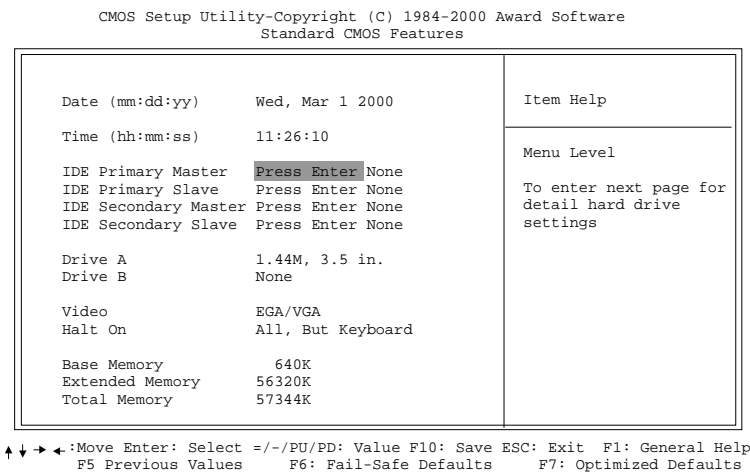 CMOS Setup Utility-Copyright (C) 1984-2000 Award Software
Standard CMOS Features
Date (mm:dd:yy) Wed, Mar 1 2000
Time (hh:mm:ss) 11:26:10
IDE Primary Master Press Enter None
IDE Primary Slave Press Enter None
IDE Secondary Master Press Enter None
IDE Secondary Slave Press Enter None
Drive A 1.44M, 3.5 in.
Drive B None
Video EGA/VGA
Halt On All, But Keyboard
Base Memory 640K
Extended Memory 56320K
Total Memory 57344K
Item Help
Menu Level
To enter next page for
detail hard drive
settings
:Move Enter: Select =/-/PU/PD: Value F10: Save ESC: Exit F1: General Help
F5 Previous Values F6: Fail-Safe Defaults F7: Optimized Defaults